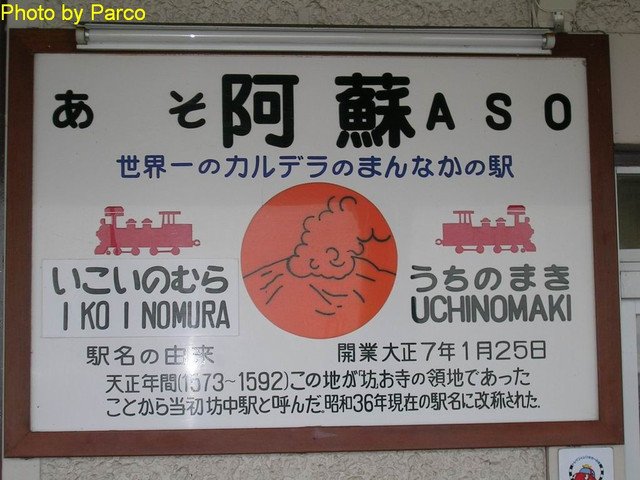 Photo by Parco
あそ 阿蘇 ASO
世界一のカルデラのまんなかの駅
いこいのむら
IKOINOMURA
うちのまき
UCHINOMAKI
駅名の由来
開業大正7年1月25日
天正年間(1573~1592)この地が「坊」お寺の領地であった
ことから当初坊中駅と呼んだ。昭和36年現在の駅名に改称された.